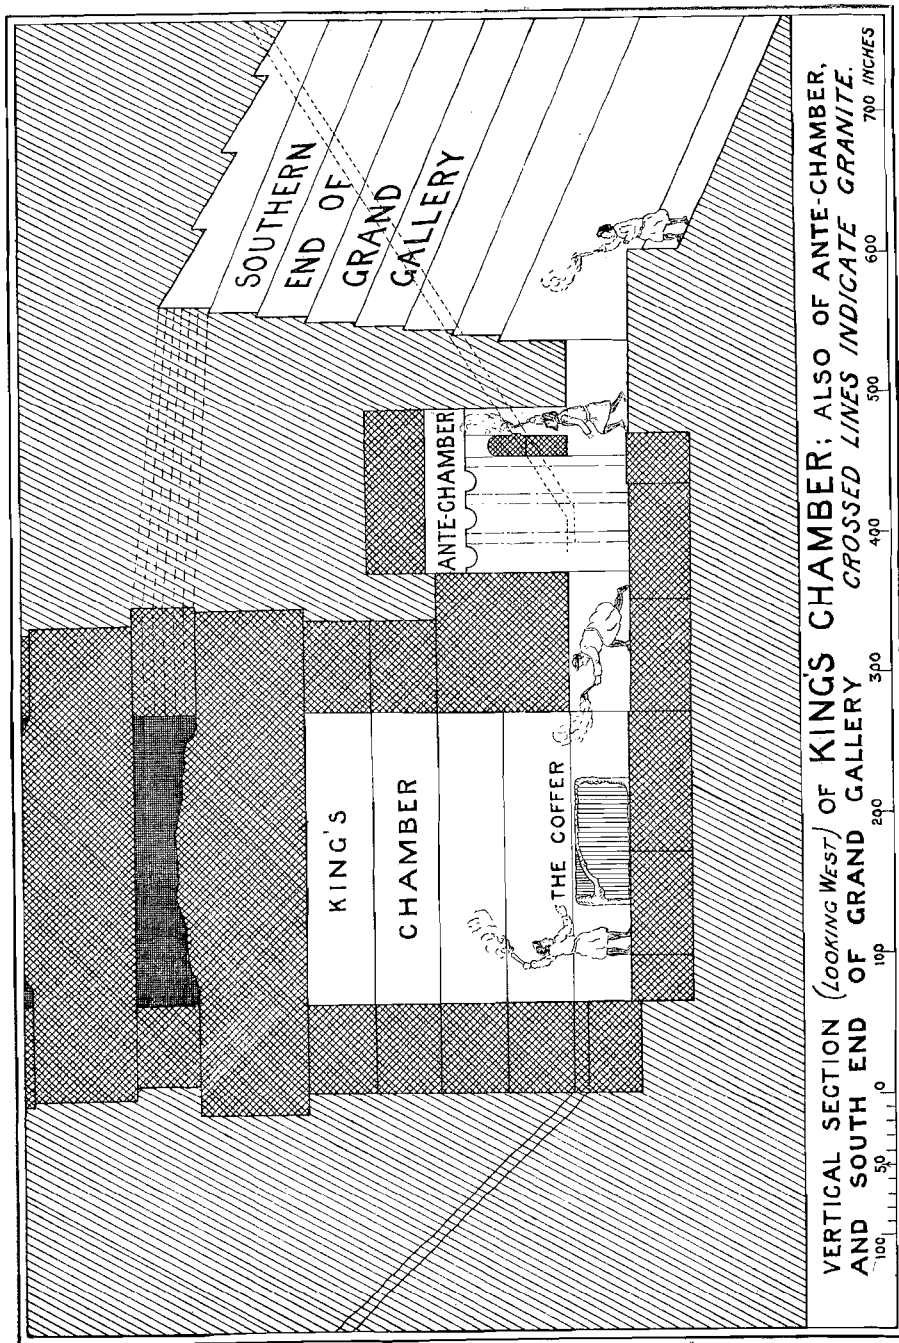 SOUTHERN
END OF
GRAND
GALLERY
ANTE-CHAMBER
KING'S
CHAMBER
THE COFFER
VERTICAL SECTION (LOOKING WEST) OF KING'S CHAMBER; ALSO OF ANTE-CHAMBER,
AND SOUTH END OF GRAND GALLERY CROSSED LINES INDICATE GRANITE.
100 50 0 100 200 300 400 500 600 700 INCHES